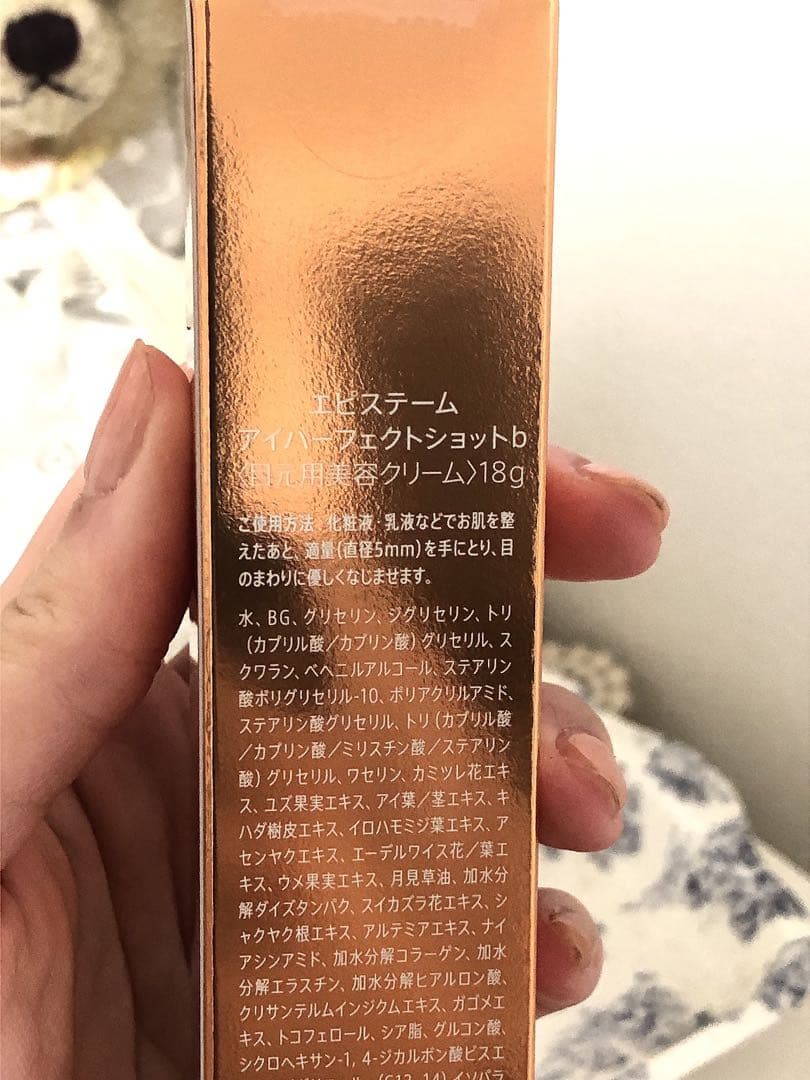 エピステーム
アイパーフェクトショットb
〈目元用美容クリーム〉18g
ご使用方法 化粧液・乳液などでお肌を整
えたあと、適量(直径5mm)を手にとり、目
のまわりに優しくなじませます。
水、BG、グリセリン、ジグリセリン、トリ
(カプリル酸／カプリン酸)グリセリル、ス
クワラン、ベヘニルアルコール、ステアリン
酸ポリグリセリル-10、ポリアクリルアミド、
ステアリン酸グリセリル、トリ(カプリル酸
／カプリン酸／ミリスチン酸／ステアリン
酸)グリセリル、ワセリン、カミツレ花エキ
ス、ユズ果実エキス、アイ葉／茎エキス、キ
ハダ樹皮エキス、イロハモミジ葉エキス、ア
センヤクエキス、エーデルワイス花／葉エ
キス、ウメ果実エキス、月見草油、加水分
解ダイズタンパク、スイカズラ花エキス、シ
ャクヤク根エキス、アルテミアエキス、ナイ
アシンアミド、加水分解コラーゲン、加水
分解エラスチン、加水分解ヒアルロン酸、
クリサンテルムインジクムエキス、ガゴメエ
キス、トコフェロール、シア脂、グルコン酸、
シクロヘキサン-1, 4-ジカルボン酸ビスエ
(C13-14)イソパラ